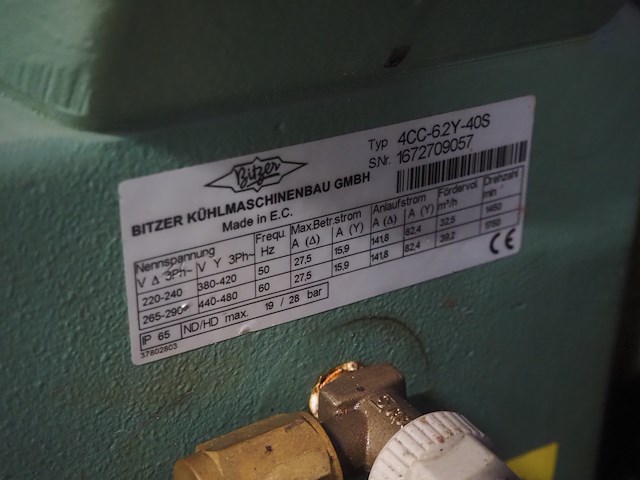 Bitzer
Typ 4CC-6.2Y-40S
S.Nr. 1672709057
BITZER KÜHLMASCHINENBAU GMBH
Made in E.C.
Nennspannung Frequ. Max.Betr.strom Anlaufstrom Fördervol Drehzahl
V Δ 3Ph~ V Y 3Ph~ Hz A (Δ) A (Y) A (Δ) A (Y) m³/h min
220-240 380-420 50 27,5 15,9 141,8 82,4 32,5 1450
265-290 440-480 60 27,5 15,9 141,8 82,4 39,2 1750
IP 65 ND/HD max. 19 / 28 bar CE
37802803